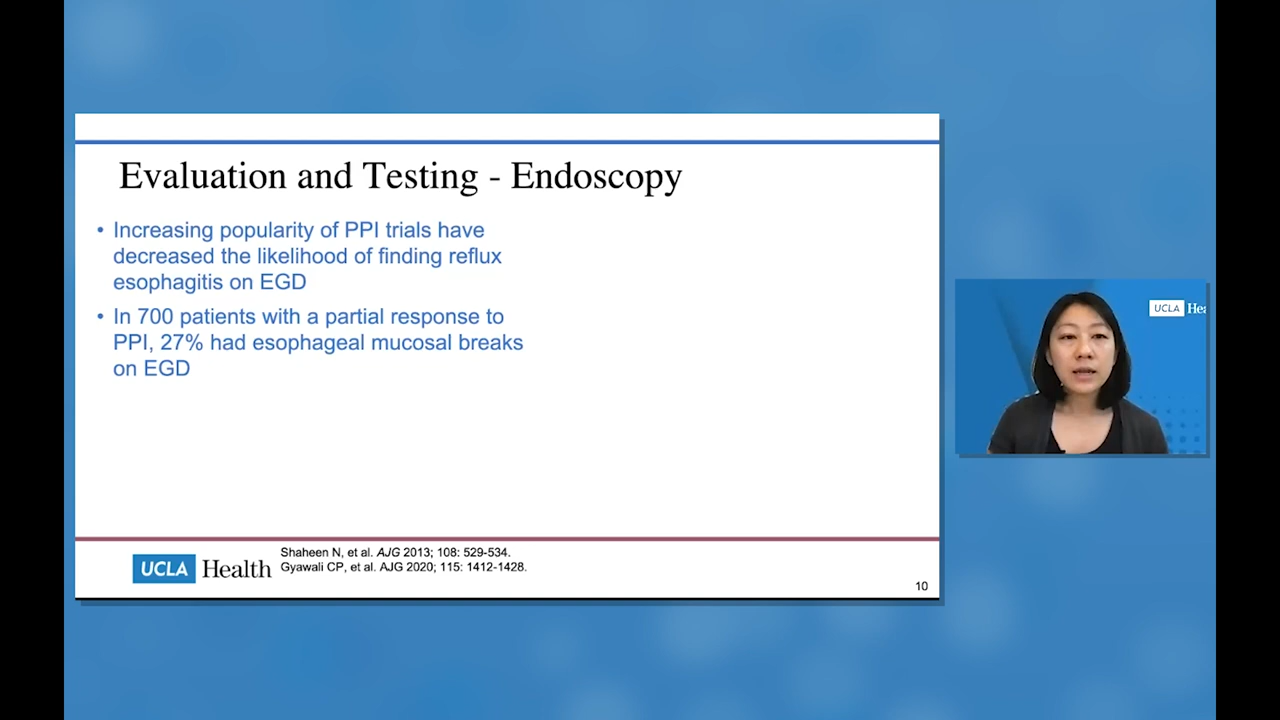 Evaluation and Testing - Endoscopy
• Increasing popularity of PPI trials have
decreased the likelihood of finding reflux
esophagitis on EGD
• In 700 patients with a partial response to
PPI, 27% had esophageal mucosal breaks
on EGD
UCLA Health
Shaheen N, et al. AJG 2013; 108: 529-534.
Gyawali CP, et al. AJG 2020; 115: 1412-1428.
10
UCLA Hea